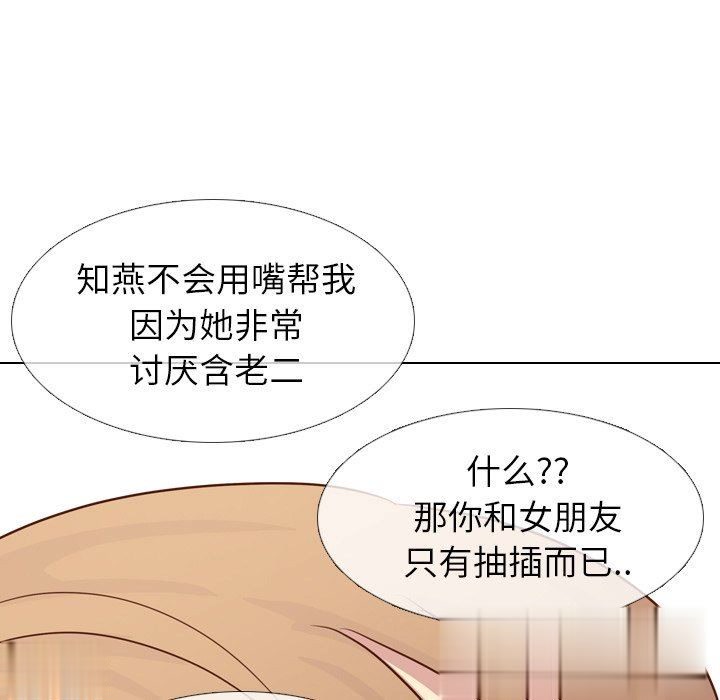 知燕不会用嘴帮我
因为她非常
讨厌含老二
什么??
那你和女朋友
只有抽插而已..